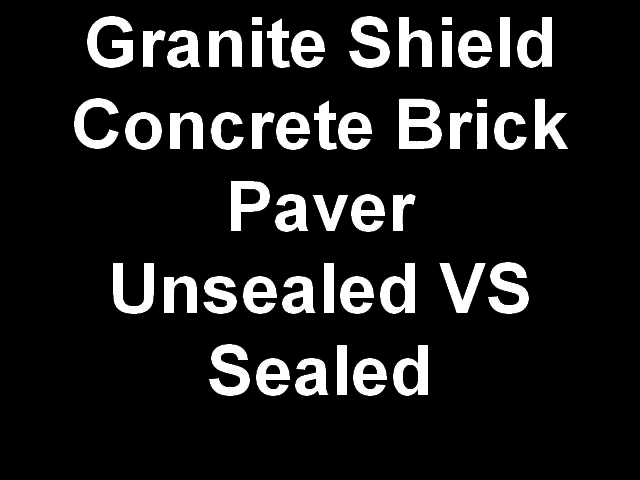 Granite Shield
Concrete Brick
Paver
Unsealed VS
Sealed